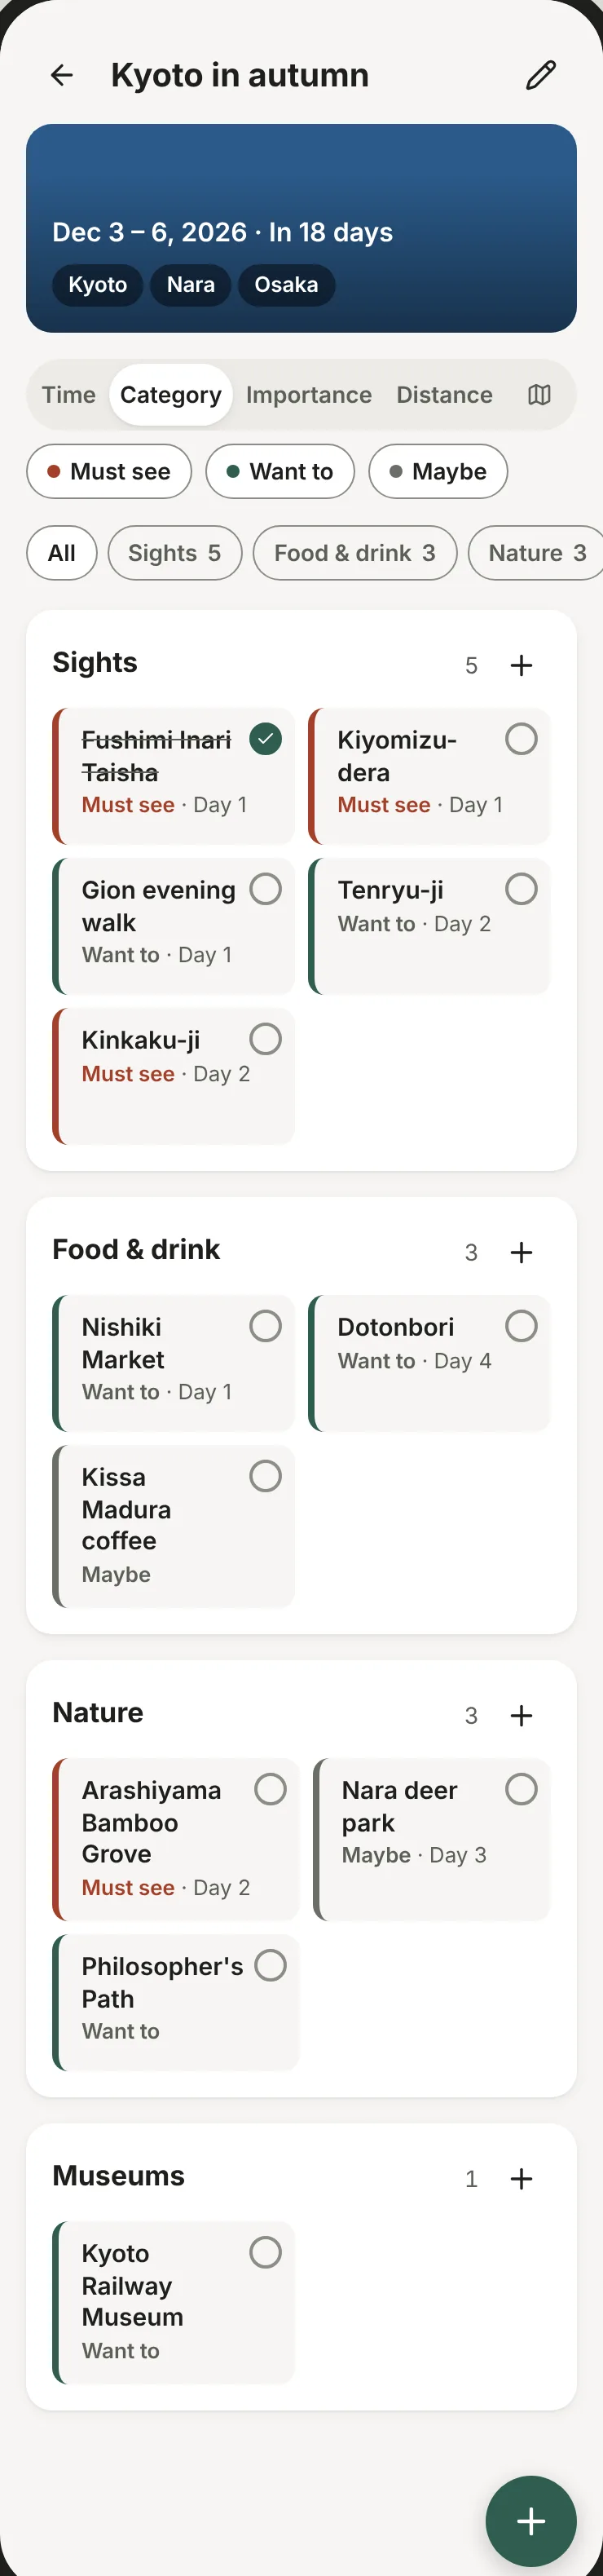 Kyoto in autumn
Dec 3 – 6, 2026 · In 18 days
Kyoto Nara Osaka
Time Category Importance Distance
Must see Want to Maybe
All Sights 5 Food & drink 3 Nature 3
Sights 5
Fushimi Inari
Taisha
Must see · Day 1
Kiyomizu-
dera
Must see · Day 1
Gion evening
walk
Want to · Day 1
Tenryu-ji
Want to · Day 2
Kinkaku-ji
Must see · Day 2
Food & drink 3
Nishiki
Market
Want to · Day 1
Dotonbori
Want to · Day 4
Kissa
Madura
coffee
Maybe
Nature 3
Arashiyama
Bamboo
Grove
Must see · Day 2
Nara deer
park
Maybe · Day 3
Philosopher's
Path
Want to
Museums 1
Kyoto
Railway
Museum
Want to